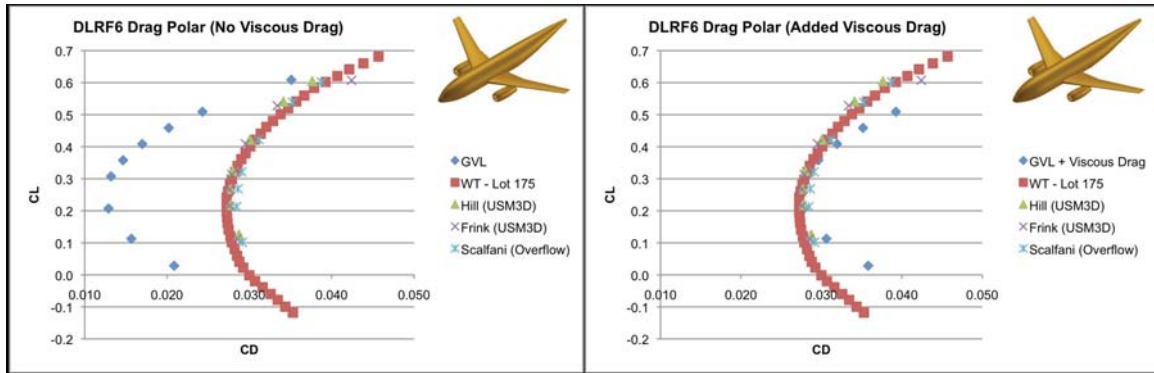 DLRF6 Drag Polar (No Viscous Drag)
0.7
0.6
0.5
0.4
0.3
0.2
0.1
0.0
-0.1
-0.2
CL
0.010
0.020
0.030
0.040
0.050
CD
GVL
WT - Lot 175
Hill (USM3D)
Frink (USM3D)
Scalfani (Overflow)
DLRF6 Drag Polar (Added Viscous Drag)
0.7
0.6
0.5
0.4
0.3
0.2
0.1
0.0
-0.1
-0.2
CL
0.010
0.020
0.030
0.040
0.050
CD
GVL + Viscous Drag
WT - Lot 175
Hill (USM3D)
Frink (USM3D)
Scalfani (Overflow)